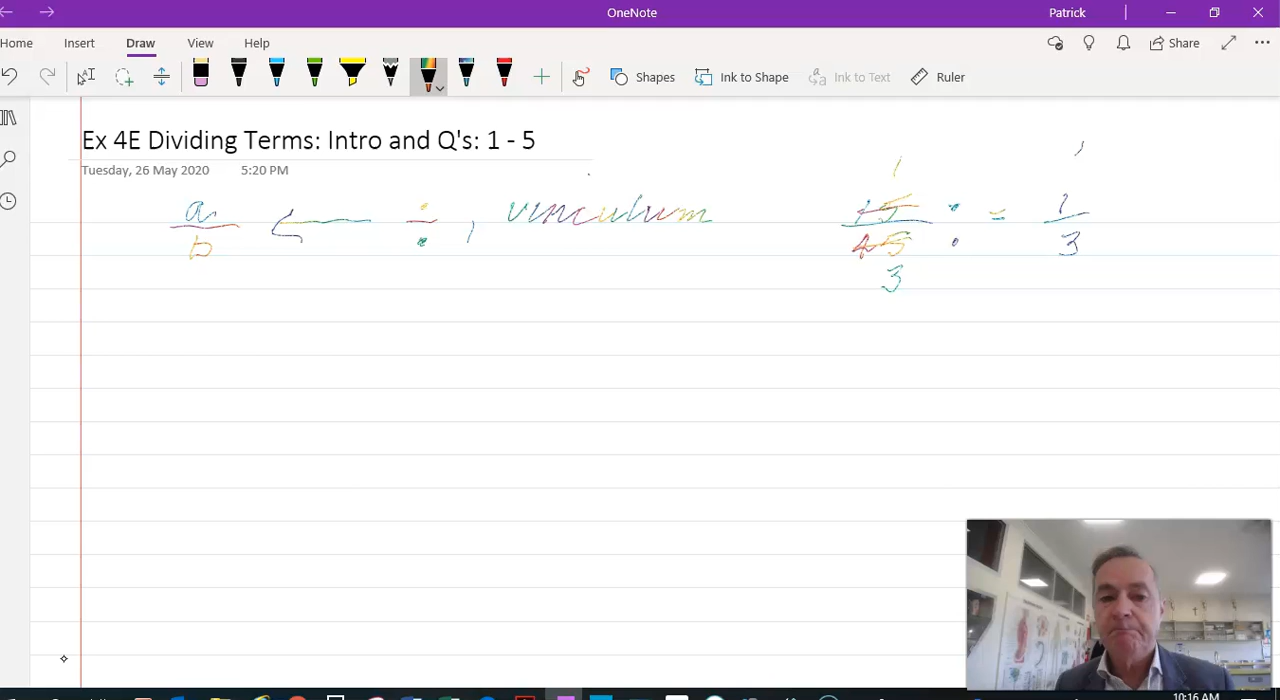 OneNote
Patrick
Home Insert Draw View Help
Share
Shapes Ink to Shape Ink to Text Ruler
Ex 4E Dividing Terms: Intro and Q's: 1 - 5
Tuesday, 26 May 2020 5:20 PM
1
a 15 1
÷, vinculum =
b 45 3
3
10:16 AM